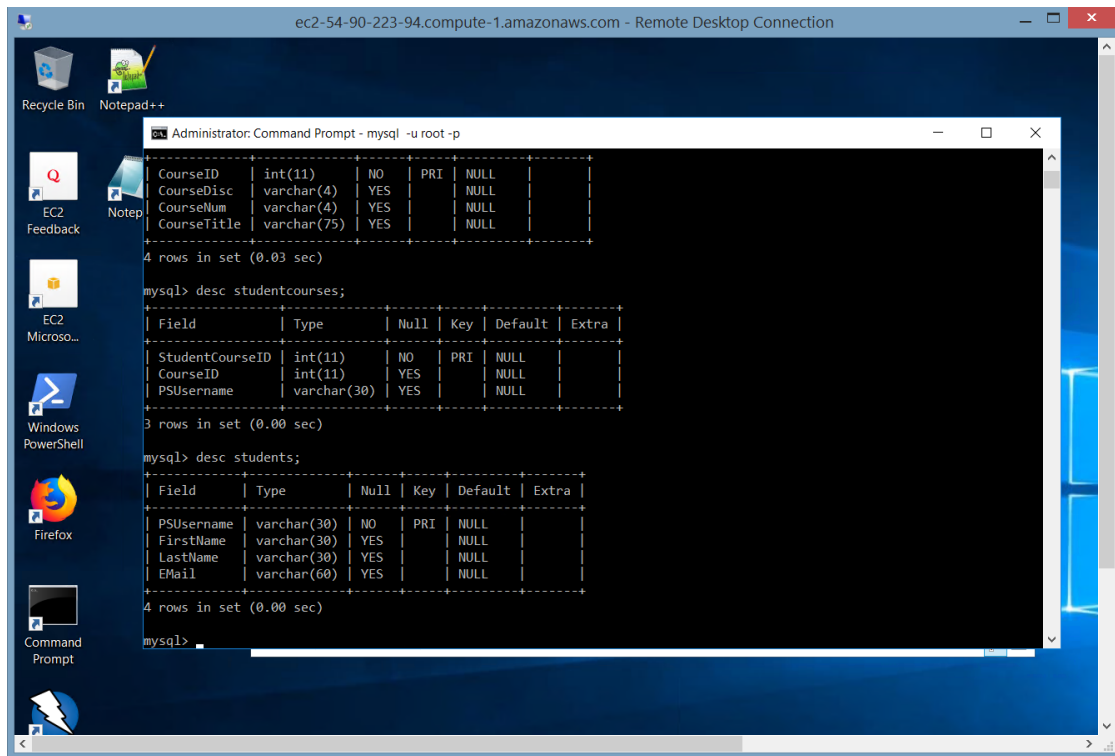 ec2-54-90-223-94.compute-1.amazonaws.com - Remote Desktop Connection
Recycle Bin
Notepad++
EC2 Feedback
Notep
EC2 Microso...
Windows PowerShell
Firefox
Command Prompt
Administrator: Command Prompt - mysql -u root -p
+-------------+-------------+------+-----+---------+-------+
| CourseID    | int(11)     | NO   | PRI | NULL    |       |
| CourseDisc  | varchar(4)  | YES  |     | NULL    |       |
| CourseNum   | varchar(4)  | YES  |     | NULL    |       |
| CourseTitle | varchar(75) | YES  |     | NULL    |       |
+-------------+-------------+------+-----+---------+-------+
4 rows in set (0.03 sec)
mysql> desc studentcourses;
+-----------------+-------------+------+-----+---------+-------+
| Field           | Type        | Null | Key | Default | Extra |
+-----------------+-------------+------+-----+---------+-------+
| StudentCourseID | int(11)     | NO   | PRI | NULL    |       |
| CourseID        | int(11)     | YES  |     | NULL    |       |
| PSUsername      | varchar(30) | YES  |     | NULL    |       |
+-----------------+-------------+------+-----+---------+-------+
3 rows in set (0.00 sec)
mysql> desc students;
+------------+-------------+------+-----+---------+-------+
| Field      | Type        | Null | Key | Default | Extra |
+------------+-------------+------+-----+---------+-------+
| PSUsername | varchar(30) | NO   | PRI | NULL    |       |
| FirstName  | varchar(30) | YES  |     | NULL    |       |
| LastName   | varchar(30) | YES  |     | NULL    |       |
| EMail      | varchar(60) | YES  |     | NULL    |       |
+------------+-------------+------+-----+---------+-------+
4 rows in set (0.00 sec)
mysql>